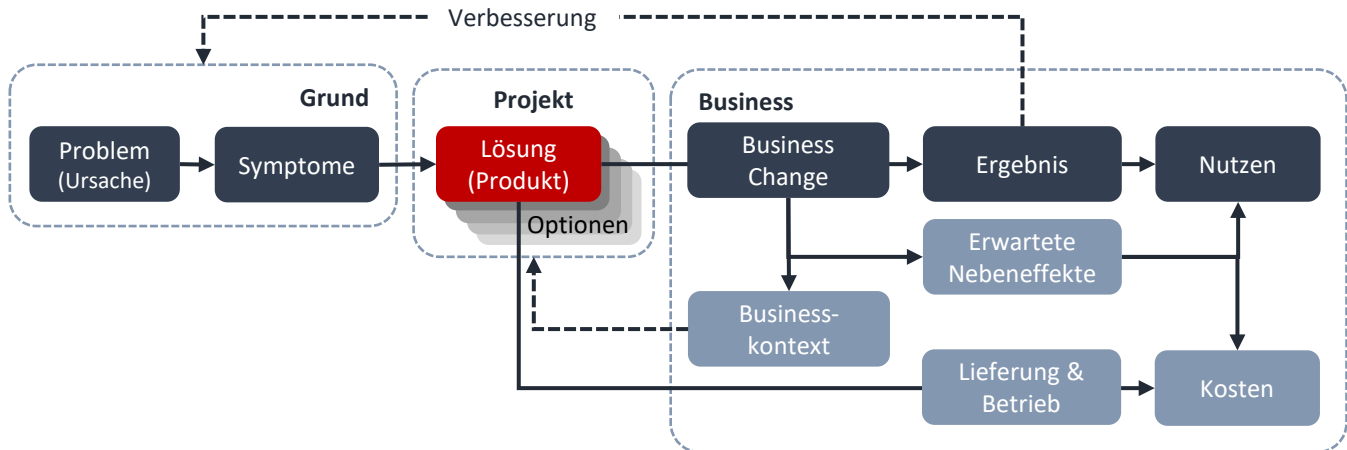 Verbesserung
Grund
Problem
(Ursache)
Symptome
Projekt
Lösung
(Produkt)
Optionen
Business
Business
Change
Ergebnis
Nutzen
Erwartete
Nebeneffekte
Business-
kontext
Lieferung &
Betrieb
Kosten